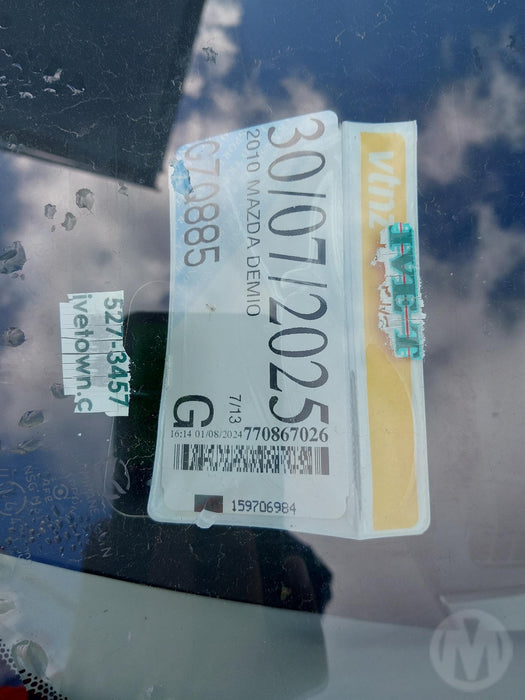 30/07/2025
2010 MAZDA DEMIO
GZQ885
7/13
G
16:14 01/08/2024 770867026
159706984
vtnz
527-3457
ivetown.c
M